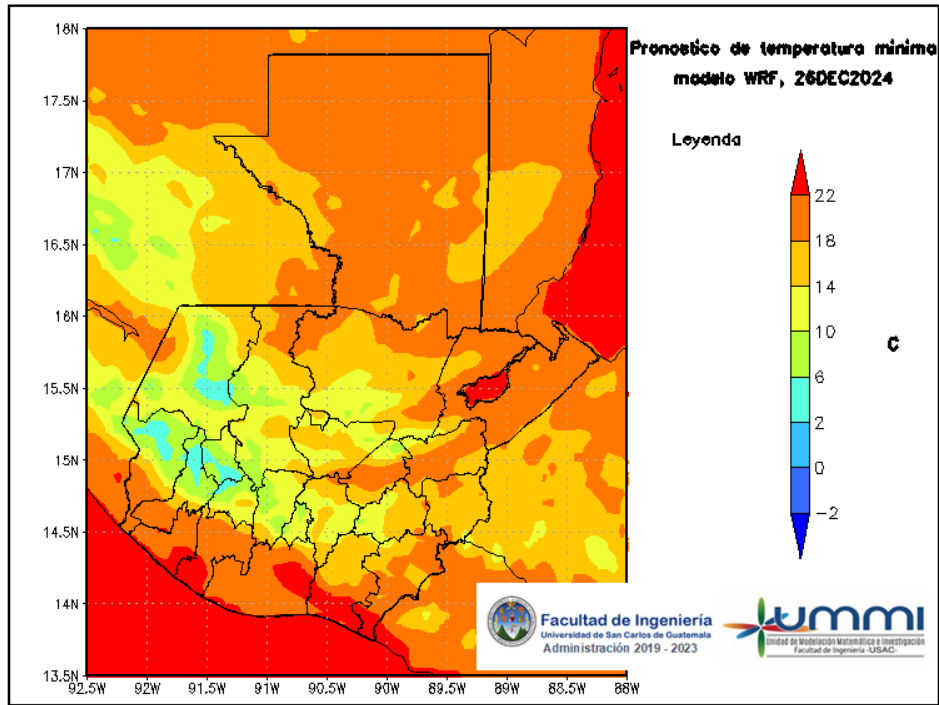 Pronostico de temperatura minima
modelo WRF, 26DEC2024
Leyenda
22
18
14
10
6
2
0
-2
C
18N
17.5N
17N
16.5N
16N
15.5N
15N
14.5N
14N
13.5N
92.5W
92W
91.5W
91W
90.5W
90W
89.5W
89W
88.5W
88W
Facultad de Ingeniería
Universidad de San Carlos de Guatemala
Administración 2019 - 2023
ummi
Unidad de Modelación Matemática e Investigación
Facultad de Ingeniería -USAC-